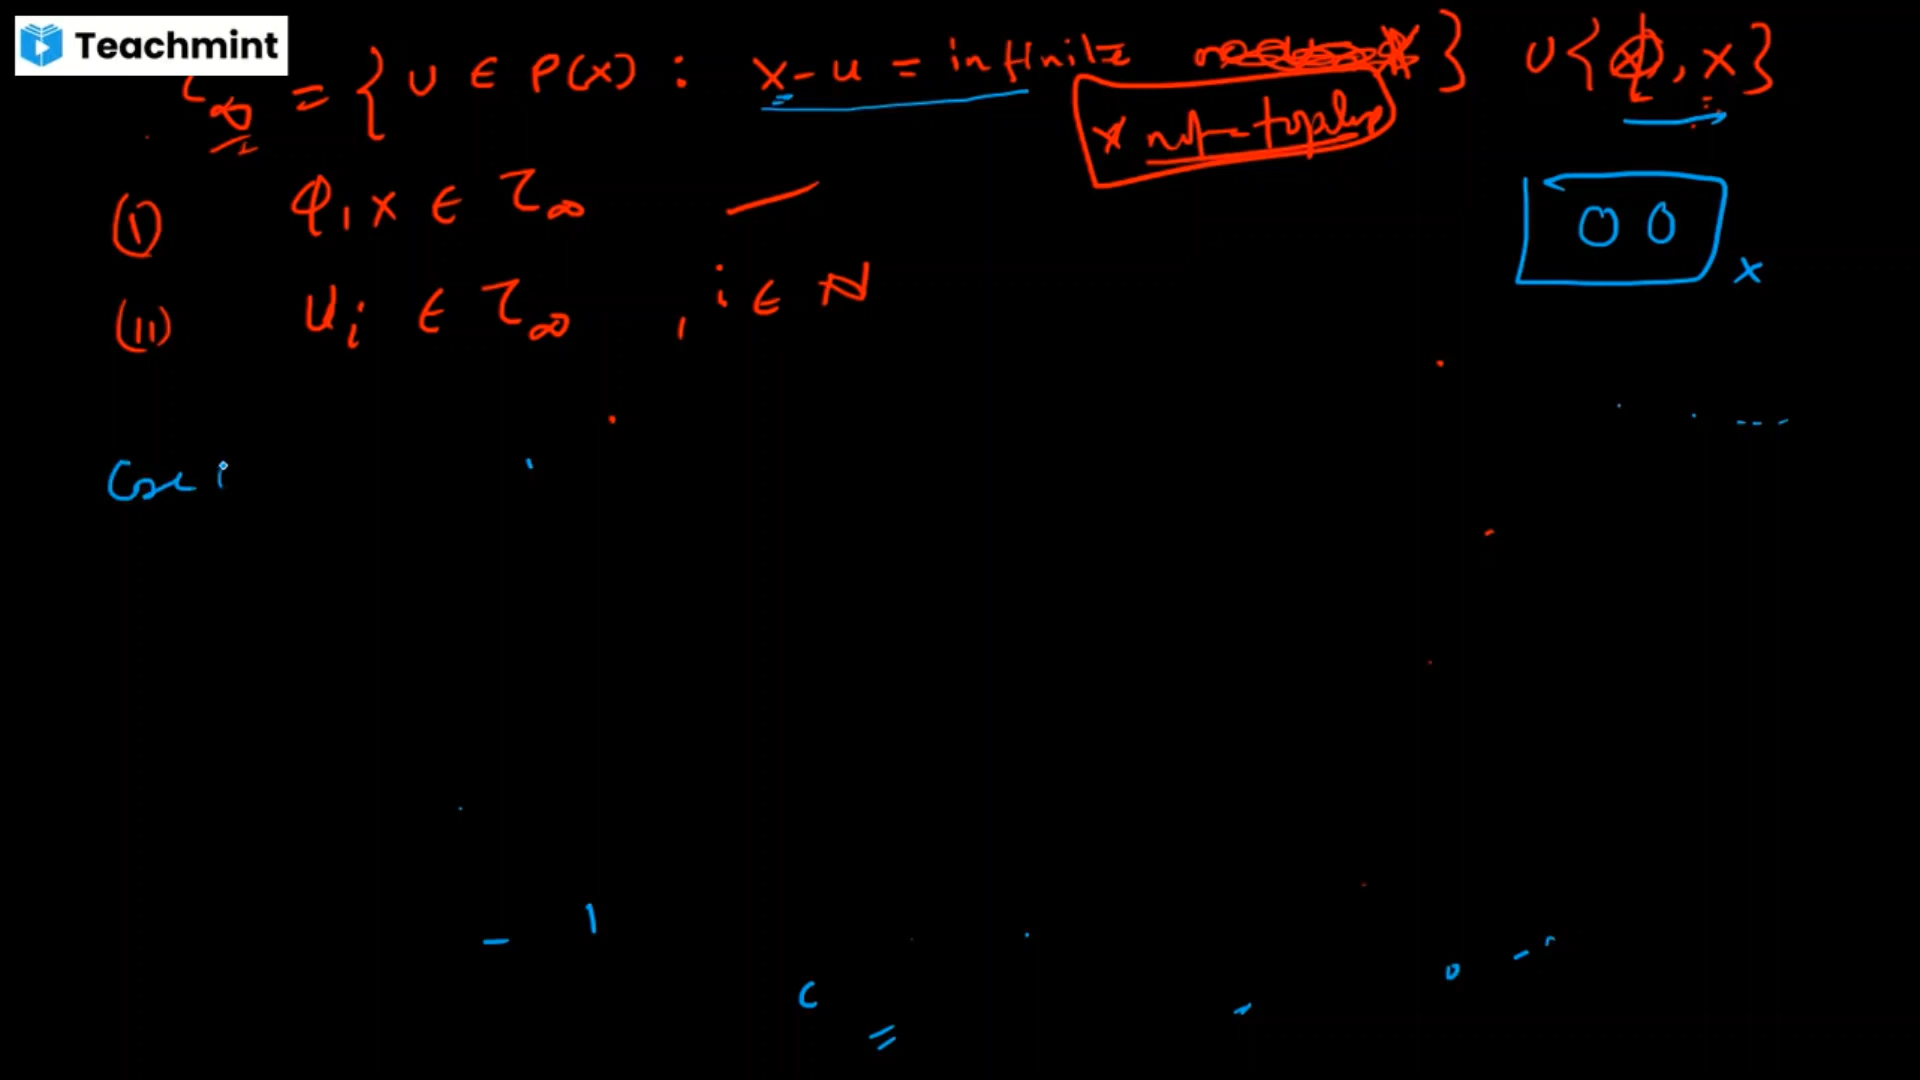 Teachmint
τ∞ = { U ∈ P(X) : X - U = infinite } ∪ { ϕ, X }
* not topology
(I) ϕ, X ∈ τ∞
X
(II) Ui ∈ τ∞ , i ∈ N
Case i